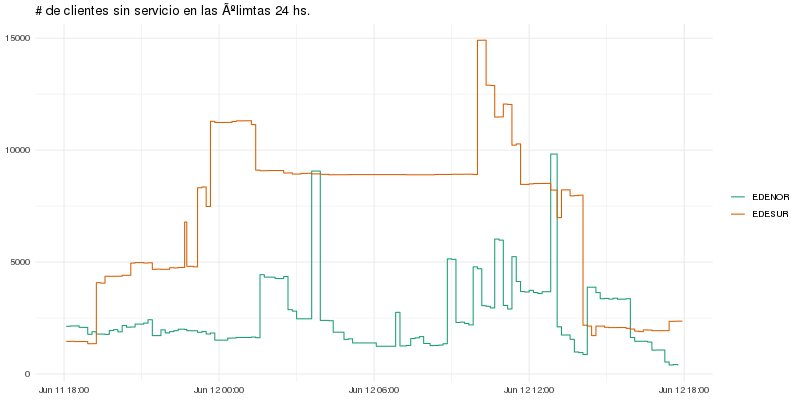 # de clientes sin servicio en las Ãºlimtas 24 hs.
15000
10000
5000
0
Jun 11 18:00
Jun 12 00:00
Jun 12 06:00
Jun 12 12:00
Jun 12 18:00
EDENOR
EDESUR